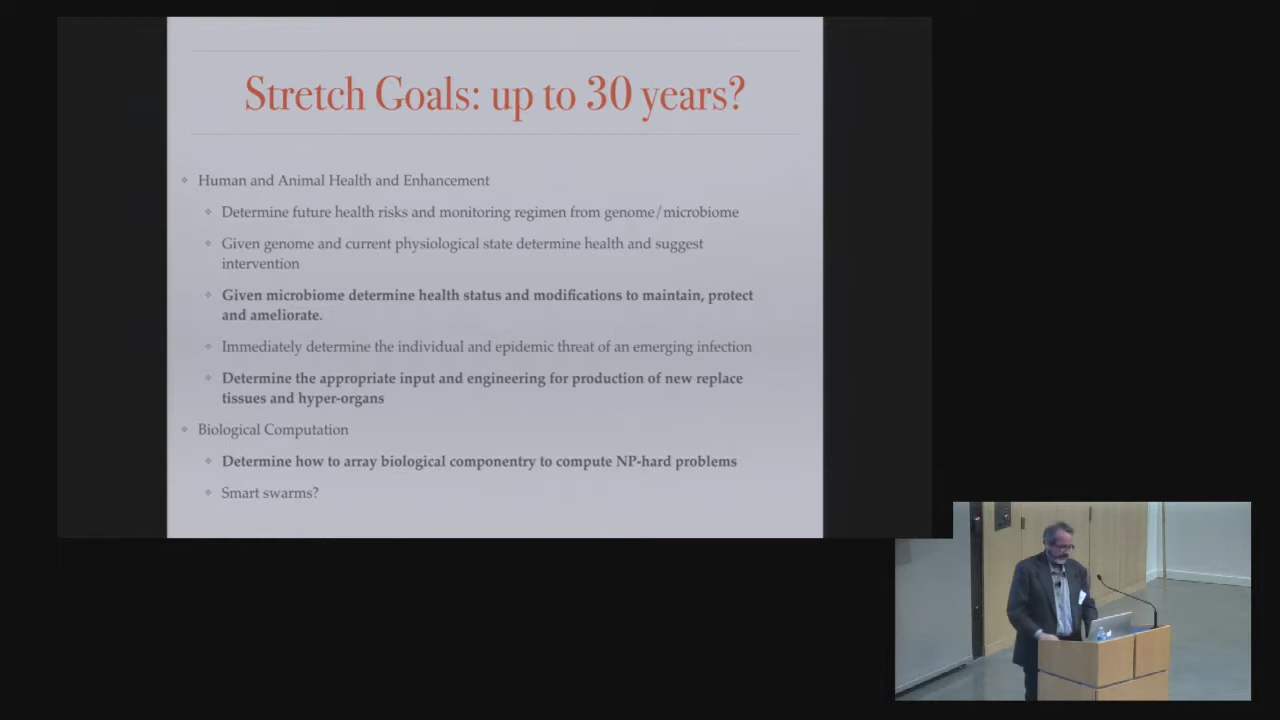 Stretch Goals: up to 30 years?
Human and Animal Health and Enhancement
Determine future health risks and monitoring regimen from genome/microbiome
Given genome and current physiological state determine health and suggest
intervention
Given microbiome determine health status and modifications to maintain, protect
and ameliorate.
Immediately determine the individual and epidemic threat of an emerging infection
Determine the appropriate input and engineering for production of new replace
tissues and hyper-organs
Biological Computation
Determine how to array biological componentry to compute NP-hard problems
Smart swarms?